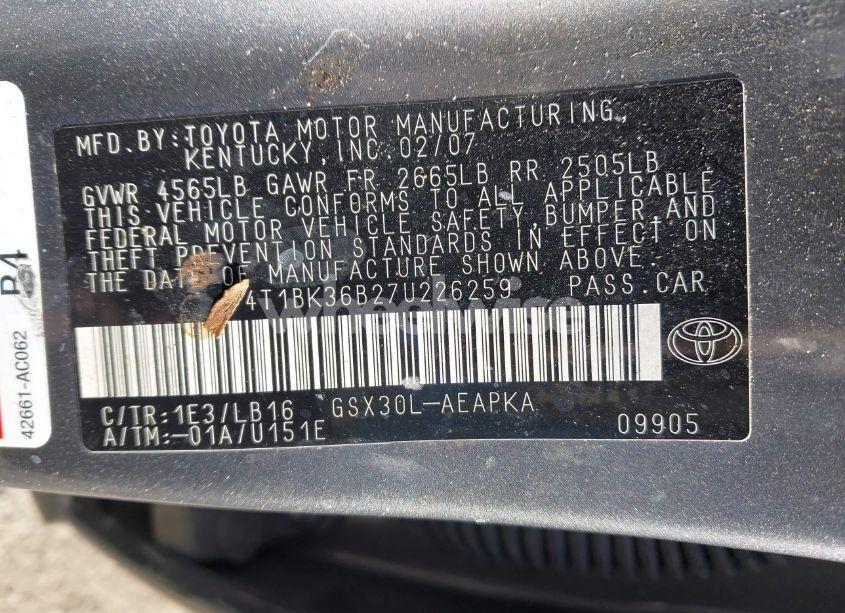 MFD. BY: TOYOTA MOTOR MANUFACTURING,
KENTUCKY, INC. 02/07
GVWR 4565LB GAWR FR 2665LB RR 2505LB
THIS VEHICLE CONFORMS TO ALL APPLICABLE
FEDERAL MOTOR VEHICLE SAFETY, BUMPER, AND
THEFT PREVENTION STANDARDS IN EFFECT ON
THE DATE OF MANUFACTURE SHOWN ABOVE.
4T1BK36B27U226259 PASS. CAR
wheelwise
C/TR: 1E3/LB16 GSX30L-AEAPKA
A/TM:-01A/U151E 09905
42661-AC062